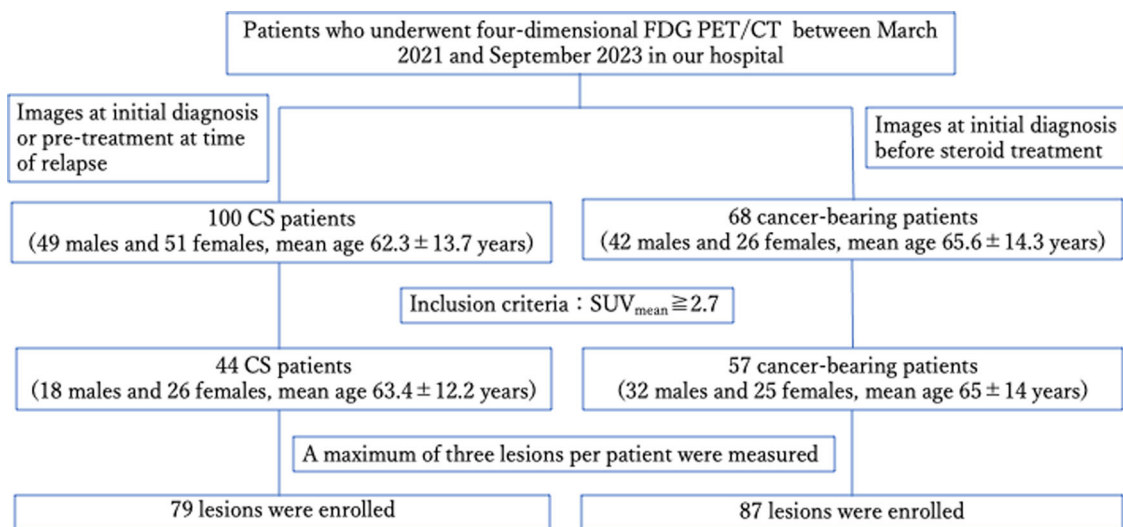 Patients who underwent four-dimensional FDG PET/CT between March
2021 and September 2023 in our hospital
Images at initial diagnosis
or pre-treatment at time
of relapse
Images at initial diagnosis
before steroid treatment
100 CS patients
(49 males and 51 females, mean age 62.3±13.7 years)
68 cancer-bearing patients
(42 males and 26 females, mean age 65.6±14.3 years)
Inclusion criteria：SUVmean≧2.7
44 CS patients
(18 males and 26 females, mean age 63.4±12.2 years)
57 cancer-bearing patients
(32 males and 25 females, mean age 65±14 years)
A maximum of three lesions per patient were measured
79 lesions were enrolled
87 lesions were enrolled